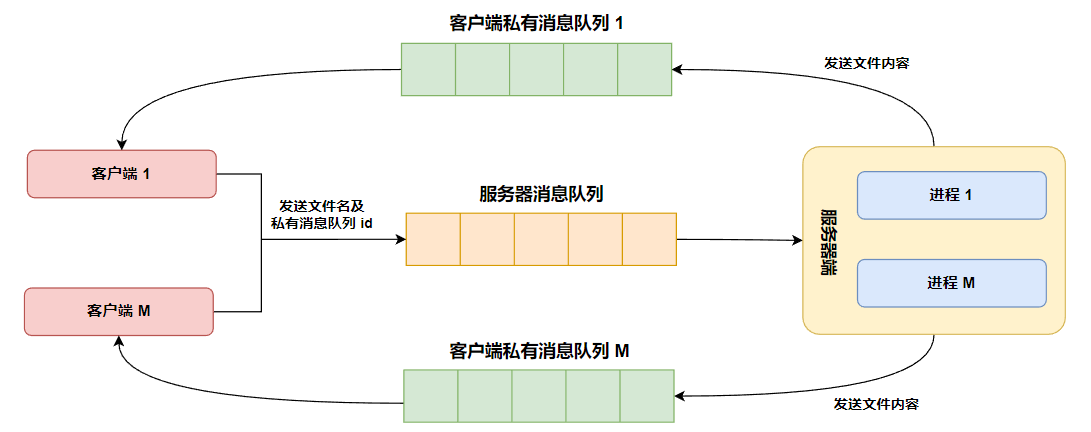 客户端私有消息队列 1
发送文件内容
客户端 1
发送文件名及
私有消息队列 id
服务器消息队列
服务器端
进程 1
进程 M
客户端 M
客户端私有消息队列 M
发送文件内容